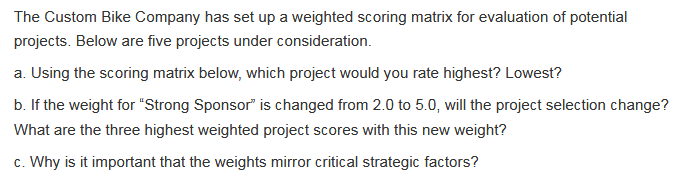 The Custom Bike Company has set up a weighted scoring matrix for evaluation of potential
projects. Below are five projects under consideration.
a. Using the scoring matrix below, which project would you rate highest? Lowest?
b. If the weight for “Strong Sponsor” is changed from 2.0 to 5.0, will the project selection change?
What are the three highest weighted project scores with this new weight?
c. Why is it important that the weights mirror critical strategic factors?